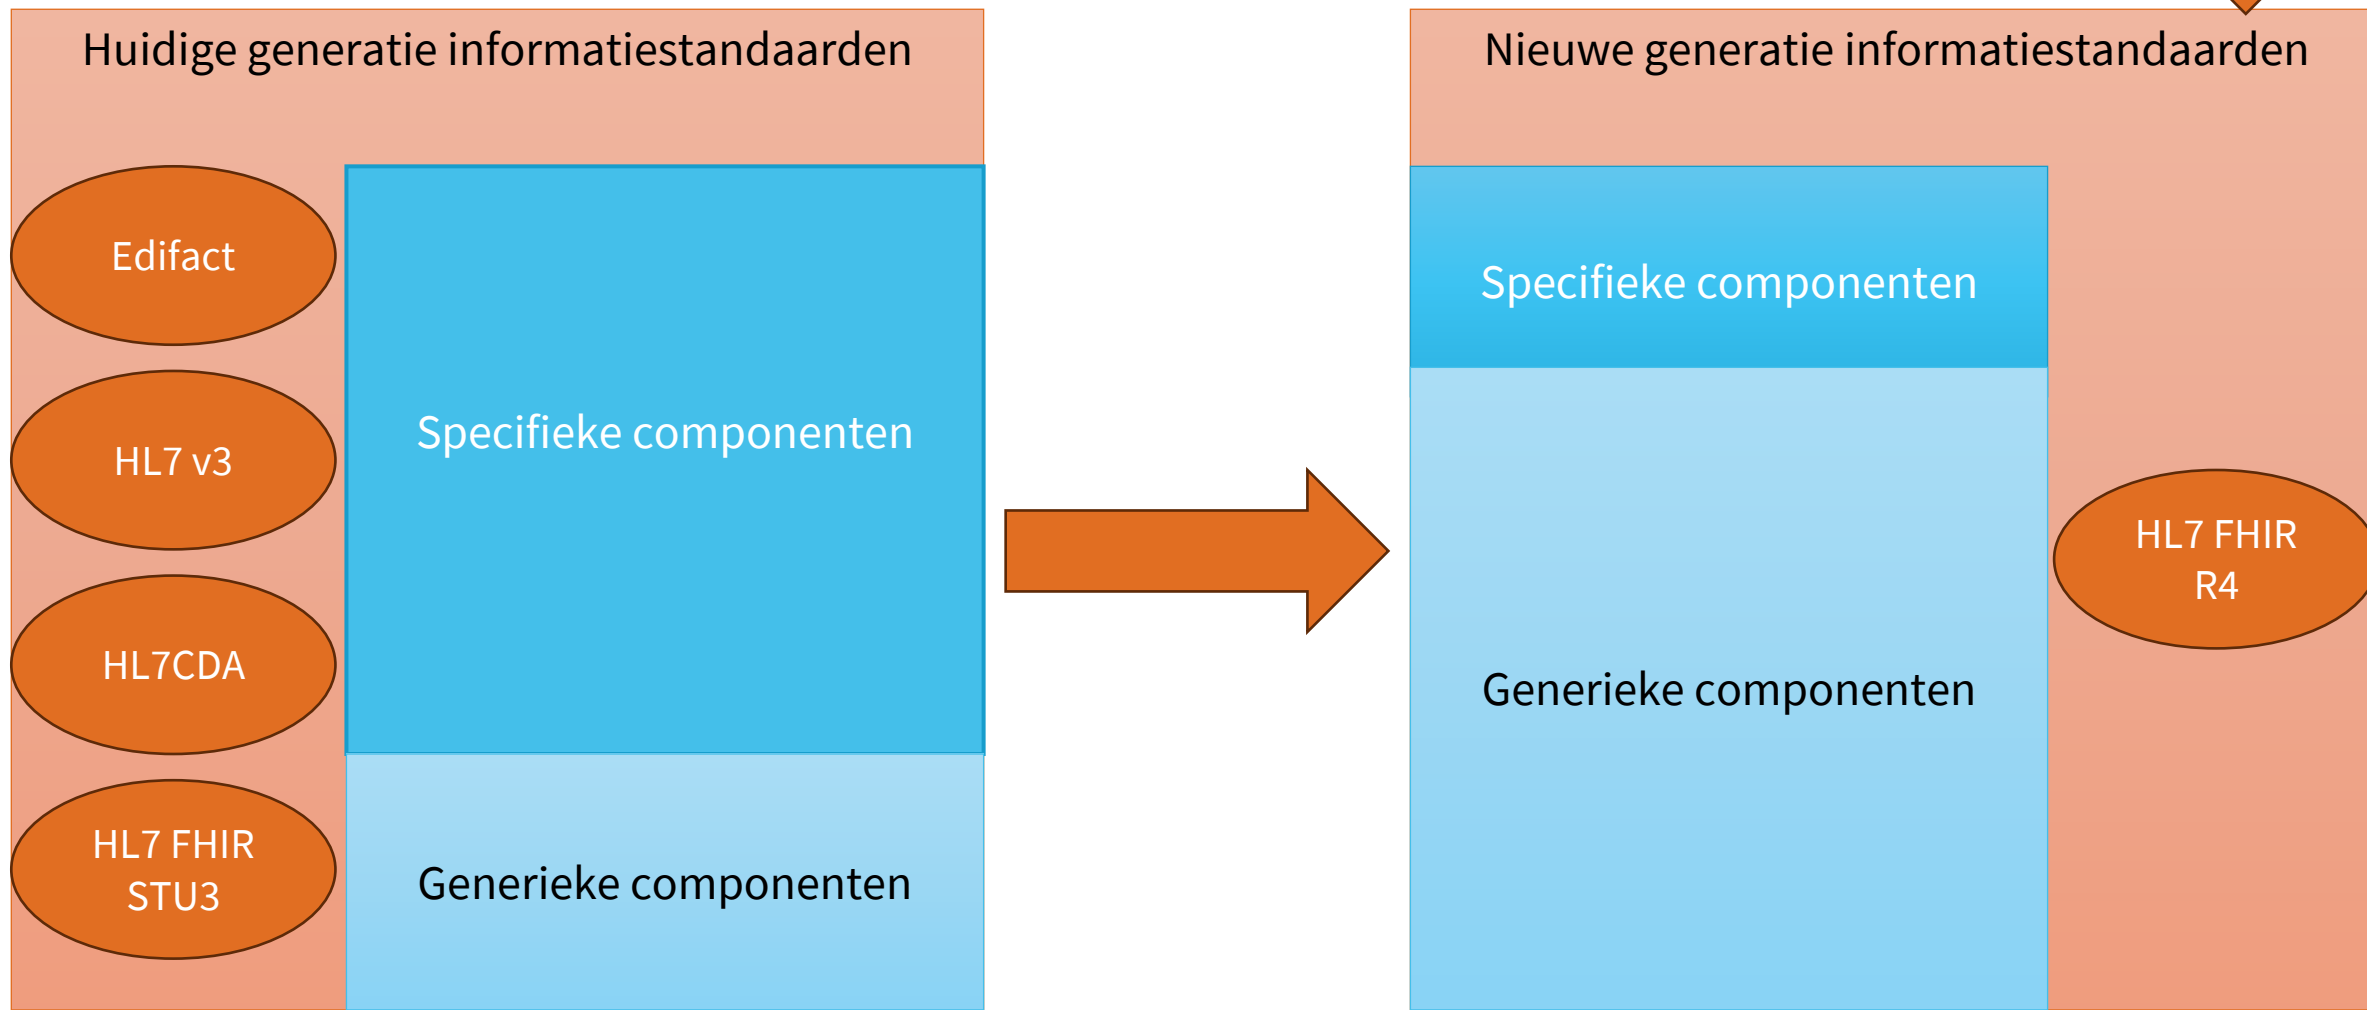 Huidige generatie informatiestandaarden
Edifact
HL7 v3
HL7CDA
HL7 FHIR
STU3
Specifieke componenten
Generieke componenten
Nieuwe generatie informatiestandaarden
Specifieke componenten
Generieke componenten
HL7 FHIR
R4